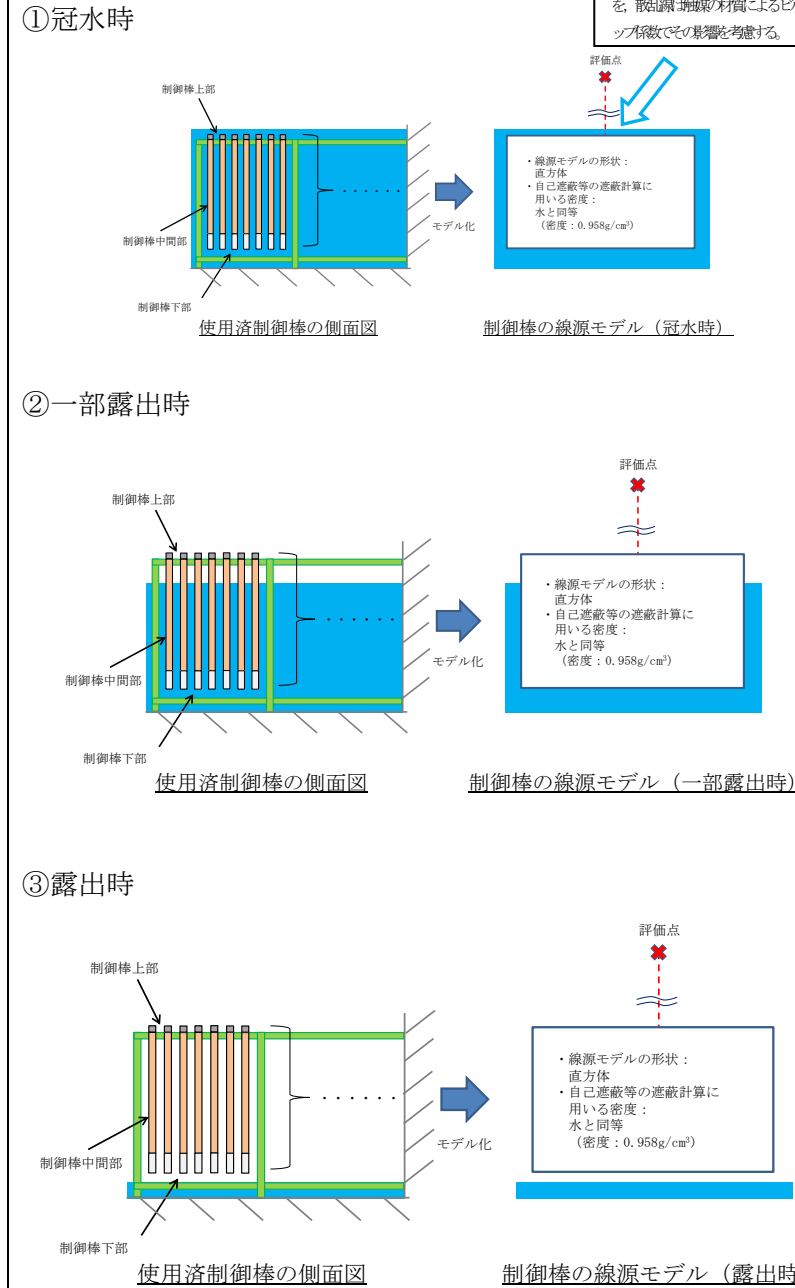 ①冠水時
を，散乱線は触媒の材質によるビル
ップ係数でその影響を考慮する。
評価点
制御棒上部
・線源モデルの形状：
直方体
・自己遮蔽等の遮蔽計算に
用いる密度：
水と同等
（密度：0.958g/cm³）
制御棒中間部
モデル化
制御棒下部
使用済制御棒の側面図
制御棒の線源モデル（冠水時）
②一部露出時
評価点
制御棒上部
・線源モデルの形状：
直方体
・自己遮蔽等の遮蔽計算に
用いる密度：
水と同等
（密度：0.958g/cm³）
制御棒中間部
モデル化
制御棒下部
使用済制御棒の側面図
制御棒の線源モデル（一部露出時）
③露出時
評価点
制御棒上部
・線源モデルの形状：
直方体
・自己遮蔽等の遮蔽計算に
用いる密度：
水と同等
（密度：0.958g/cm³）
モデル化
制御棒中間部
制御棒下部
使用済制御棒の側面図
制御棒の線源モデル（露出時